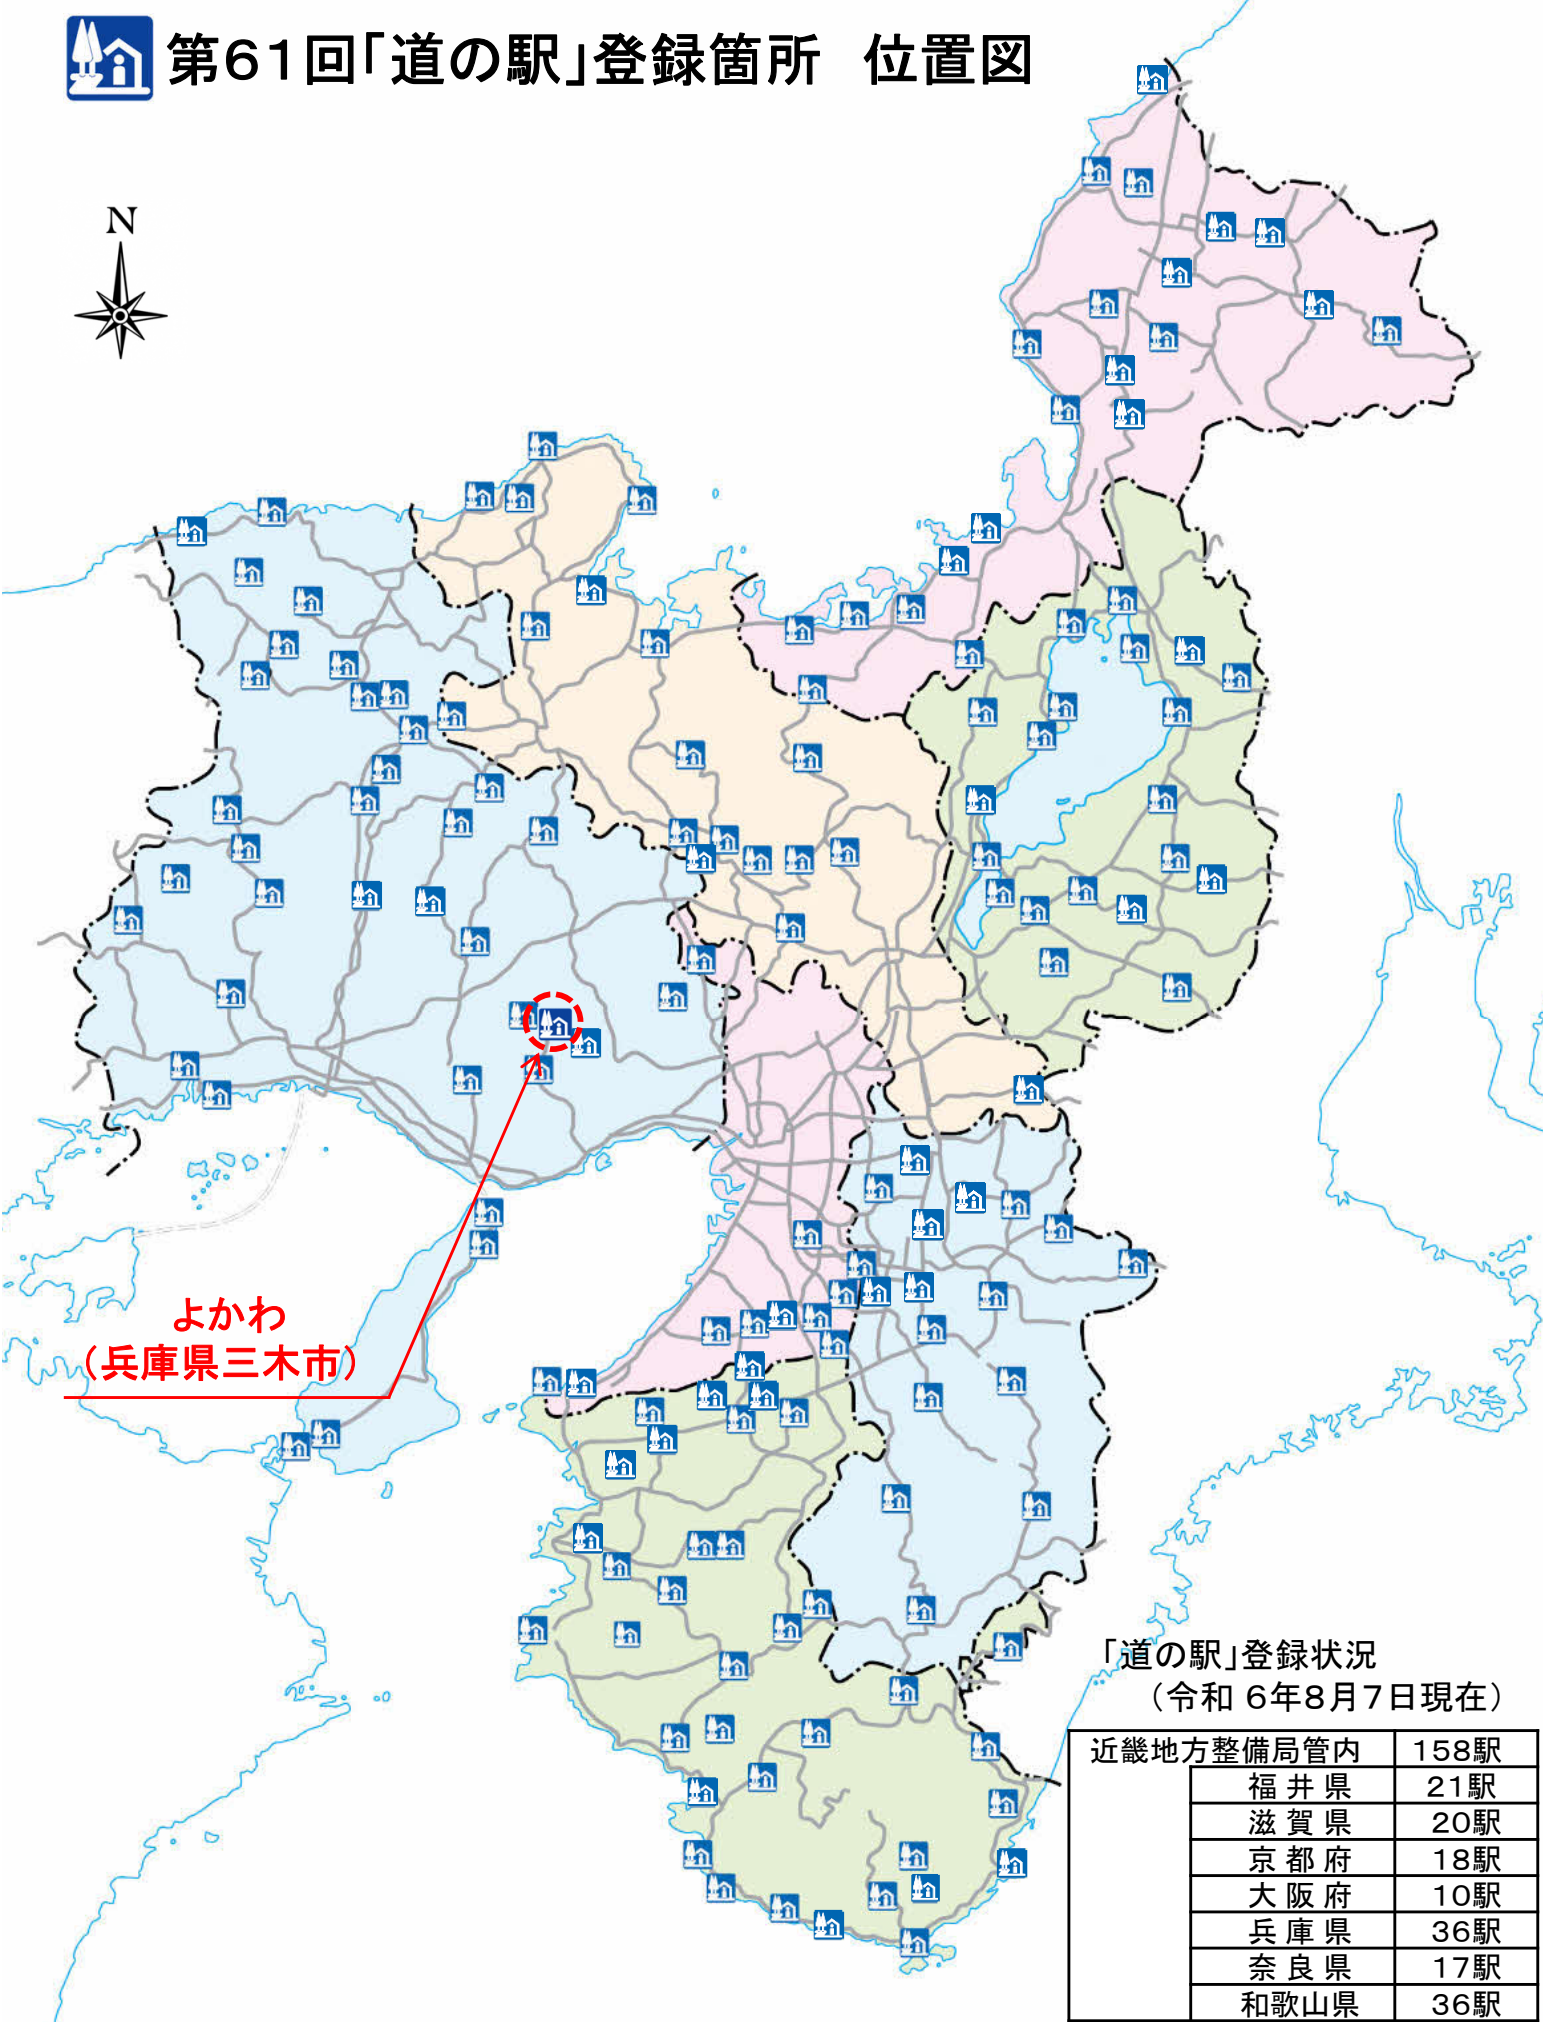 第61回「道の駅」登録箇所　位置図
N
よかわ
（兵庫県三木市）
「道の駅」登録状況
（令和 6年8月7日現在）
近畿地方整備局管内 158駅
福井県 21駅
滋賀県 20駅
京都府 18駅
大阪府 10駅
兵庫県 36駅
奈良県 17駅
和歌山県 36駅